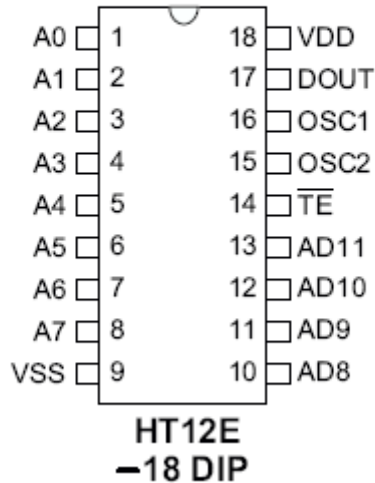 A0 1 18 VDD
A1 2 17 DOUT
A2 3 16 OSC1
A3 4 15 OSC2
A4 5 14 T̅E̅
A5 6 13 AD11
A6 7 12 AD10
A7 8 11 AD9
VSS 9 10 AD8
HT12E
–18 DIP